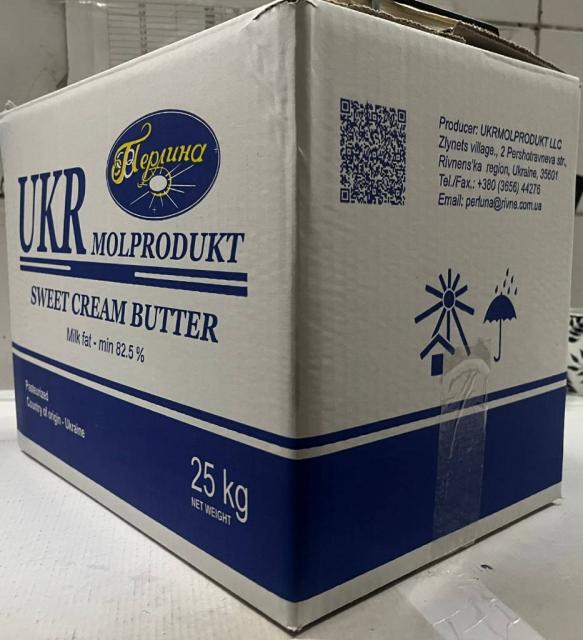 Перлина
UKR MOLPRODUKT
SWEET CREAM BUTTER
Milk fat - min 82.5 %
Pasteurized
Country of origin - Ukraine
25 kg
NET WEIGHT
Producer: UKRMOLPRODUKT LLC
Zlynets village., 2 Pershotravneva str.,
Rivnens'ka region, Ukraine, 35601
Tel./Fax.: +380 (3656) 44276
Email: perluna@rivne.com.ua